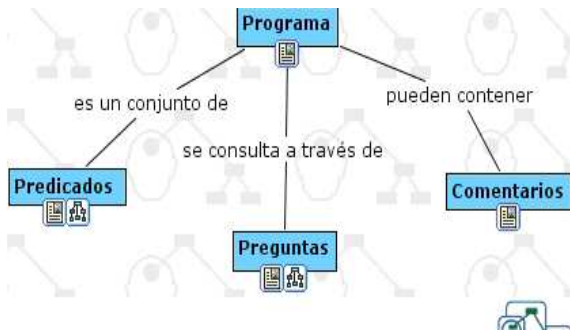 Programa
es un conjunto de
pueden contener
se consulta a través de
Predicados
Comentarios
Preguntas